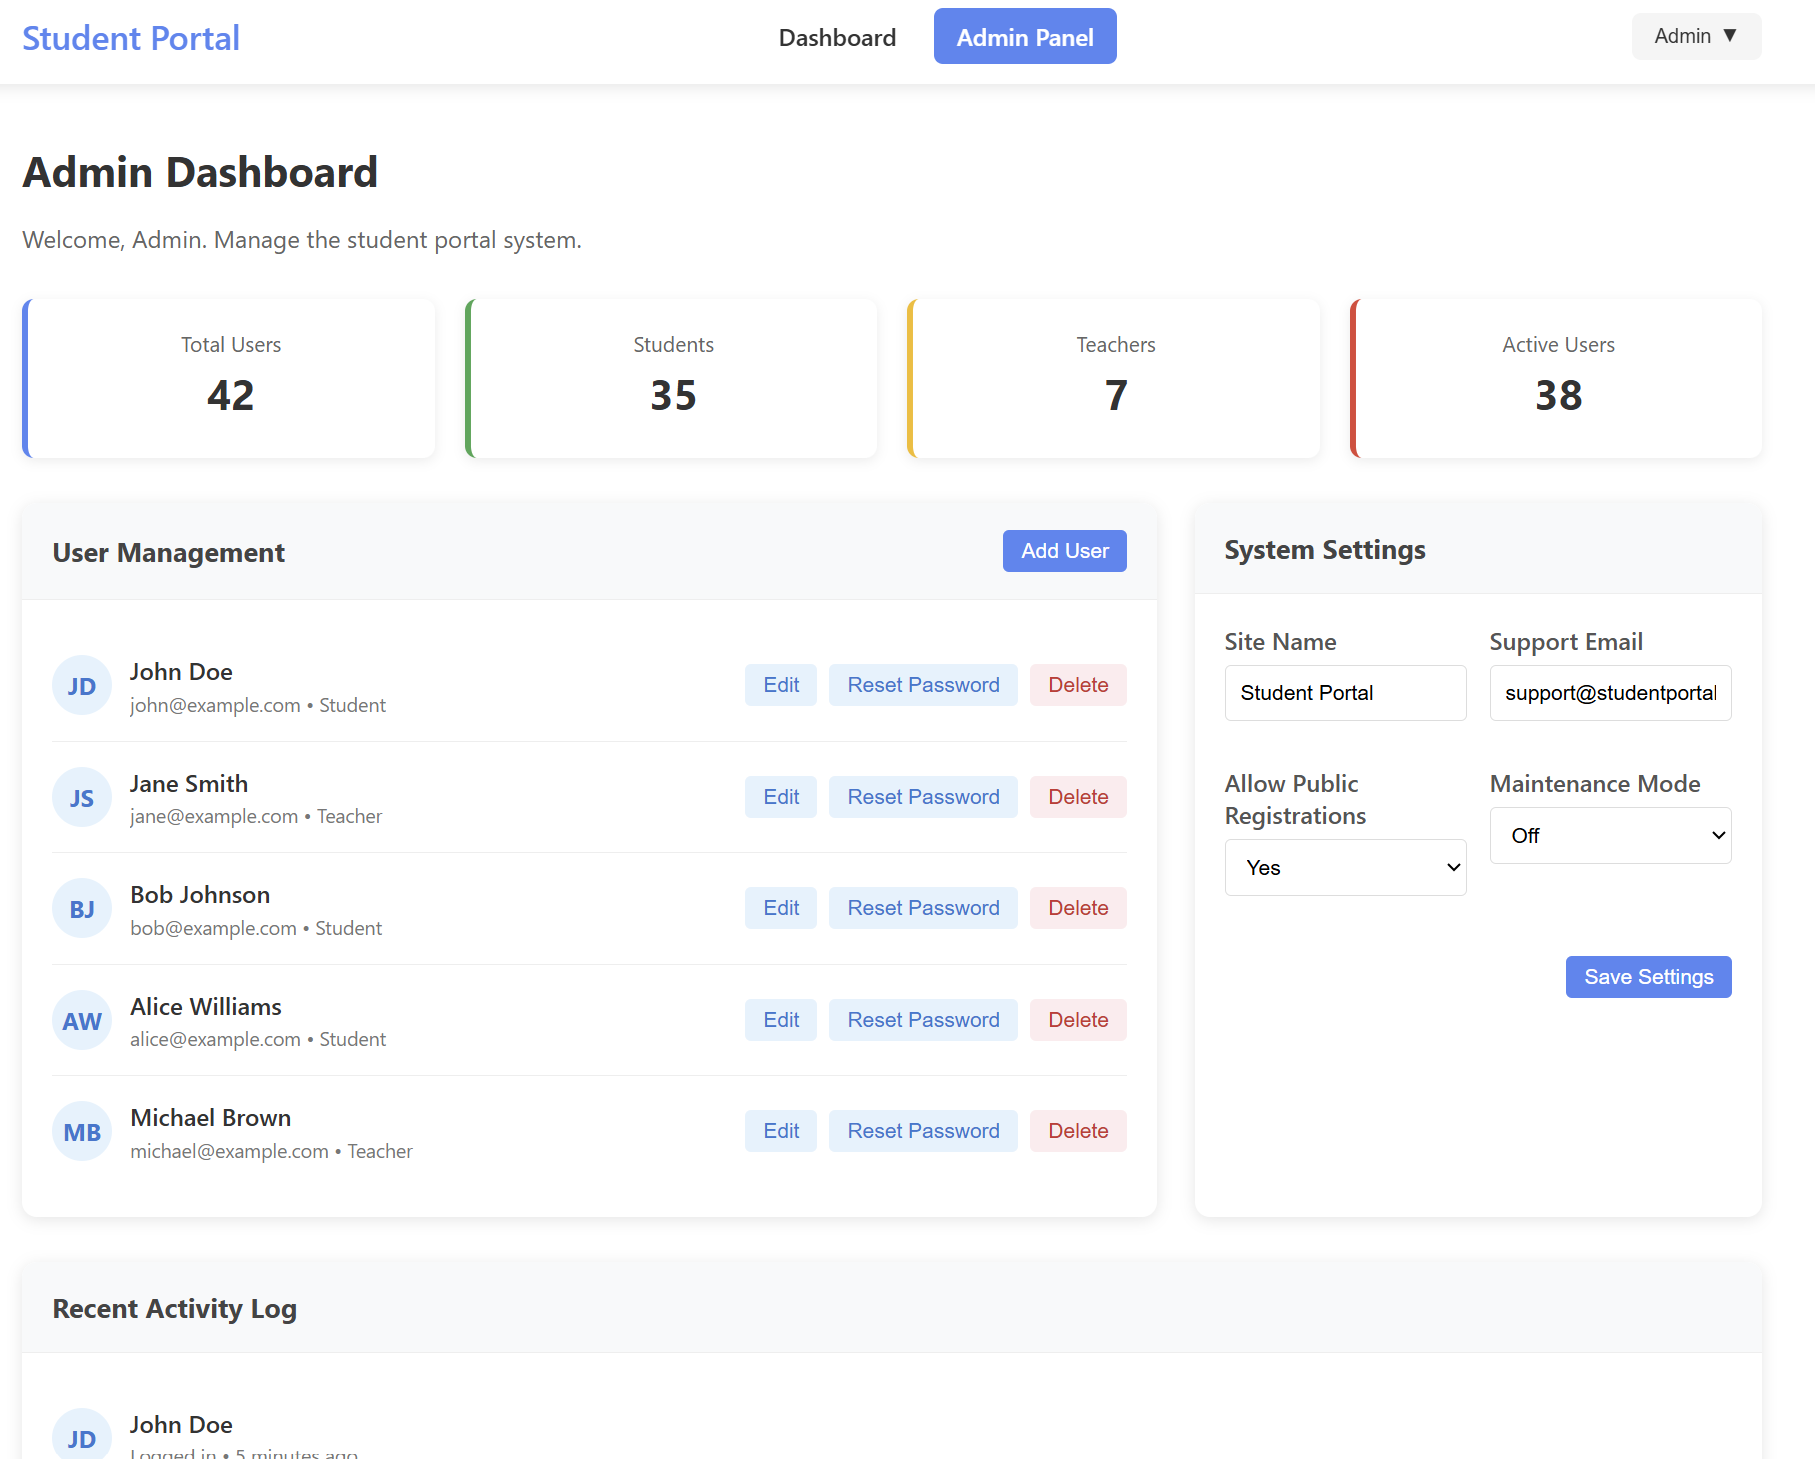 Student Portal
Dashboard
Admin Panel
Admin ▼
Admin Dashboard
Welcome, Admin. Manage the student portal system.
Total Users
42
Students
35
Teachers
7
Active Users
38
User Management
Add User
JD
John Doe
john@example.com • Student
Edit
Reset Password
Delete
JS
Jane Smith
jane@example.com • Teacher
Edit
Reset Password
Delete
BJ
Bob Johnson
bob@example.com • Student
Edit
Reset Password
Delete
AW
Alice Williams
alice@example.com • Student
Edit
Reset Password
Delete
MB
Michael Brown
michael@example.com • Teacher
Edit
Reset Password
Delete
System Settings
Site Name
Student Portal
Support Email
support@studentportal
Allow Public
Registrations
Yes
Maintenance Mode
Off
Save Settings
Recent Activity Log
JD
John Doe
Logged in • 5 minutes ago